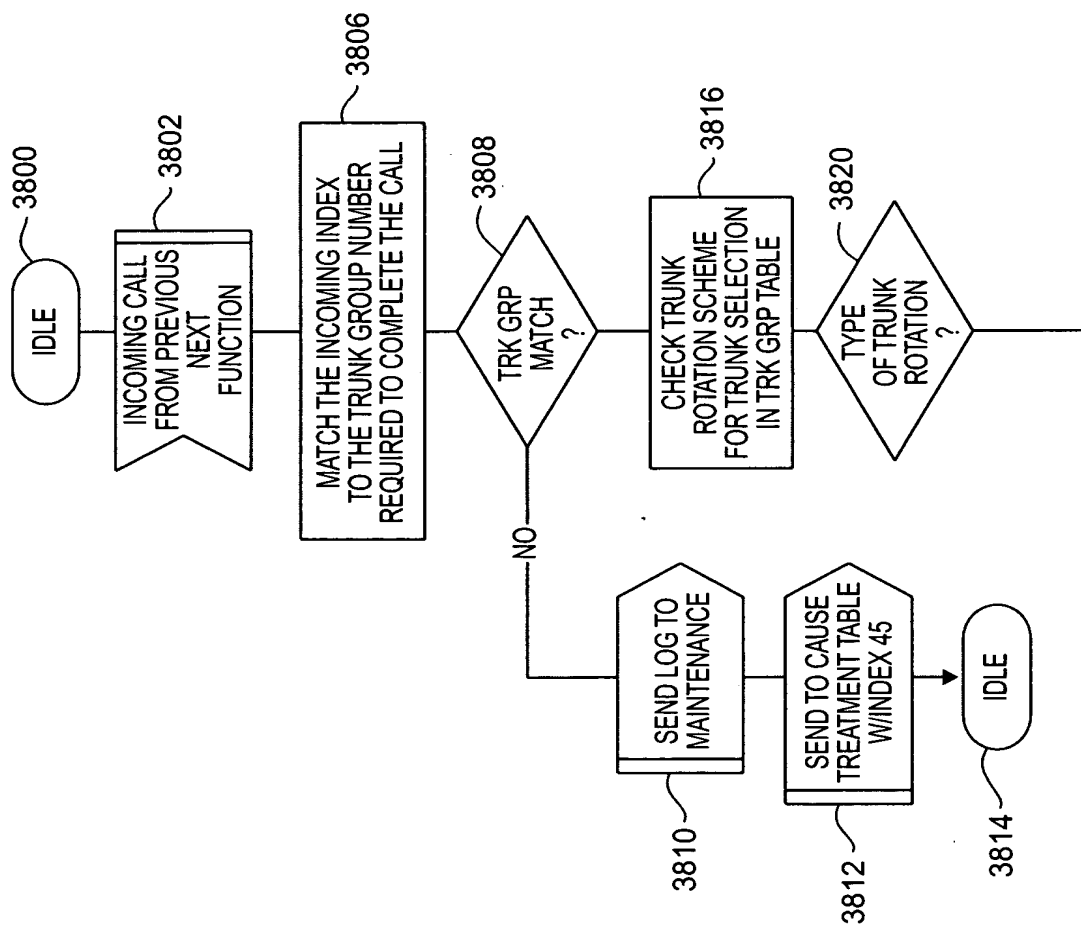 IDLE
3800
INCOMING CALL
FROM PREVIOUS
NEXT
FUNCTION
3802
MATCH THE INCOMING INDEX
TO THE TRUNK GROUP NUMBER
REQUIRED TO COMPLETE THE CALL
3806
TRK GRP
MATCH
?
3808
NO
CHECK TRUNK
ROTATION SCHEME
FOR TRUNK SELECTION
IN TRK GRP TABLE
3816
TYPE
OF TRUNK
ROTATION
?
3820
SEND LOG TO
MAINTENANCE
3810
SEND TO CAUSE
TREATMENT TABLE
W/INDEX 45
3812
IDLE
3814